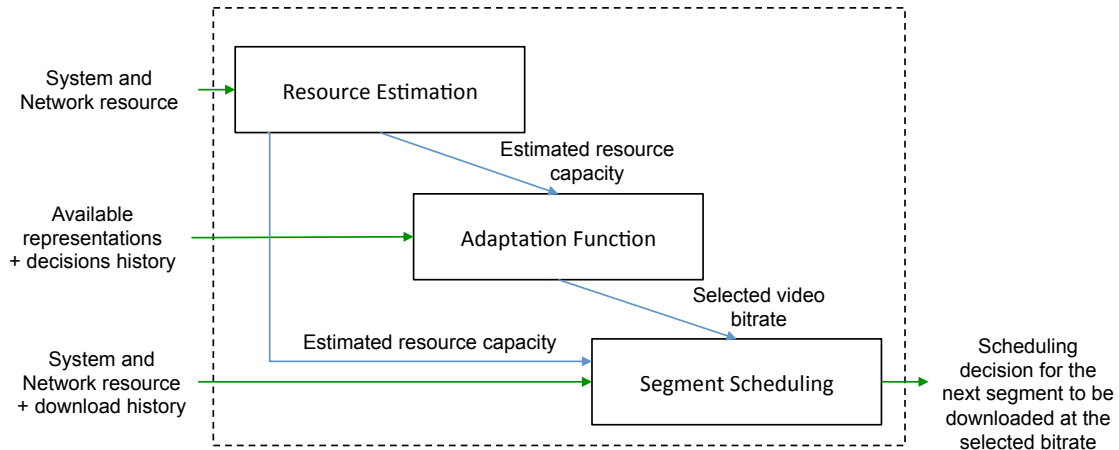 System and
Network resource
Resource Estimation
Estimated resource
capacity
Available
representations
+ decisions history
Adaptation Function
Selected video
bitrate
Estimated resource capacity
System and
Network resource
+ download history
Segment Scheduling
Scheduling
decision for the
next segment to be
downloaded at the
selected bitrate